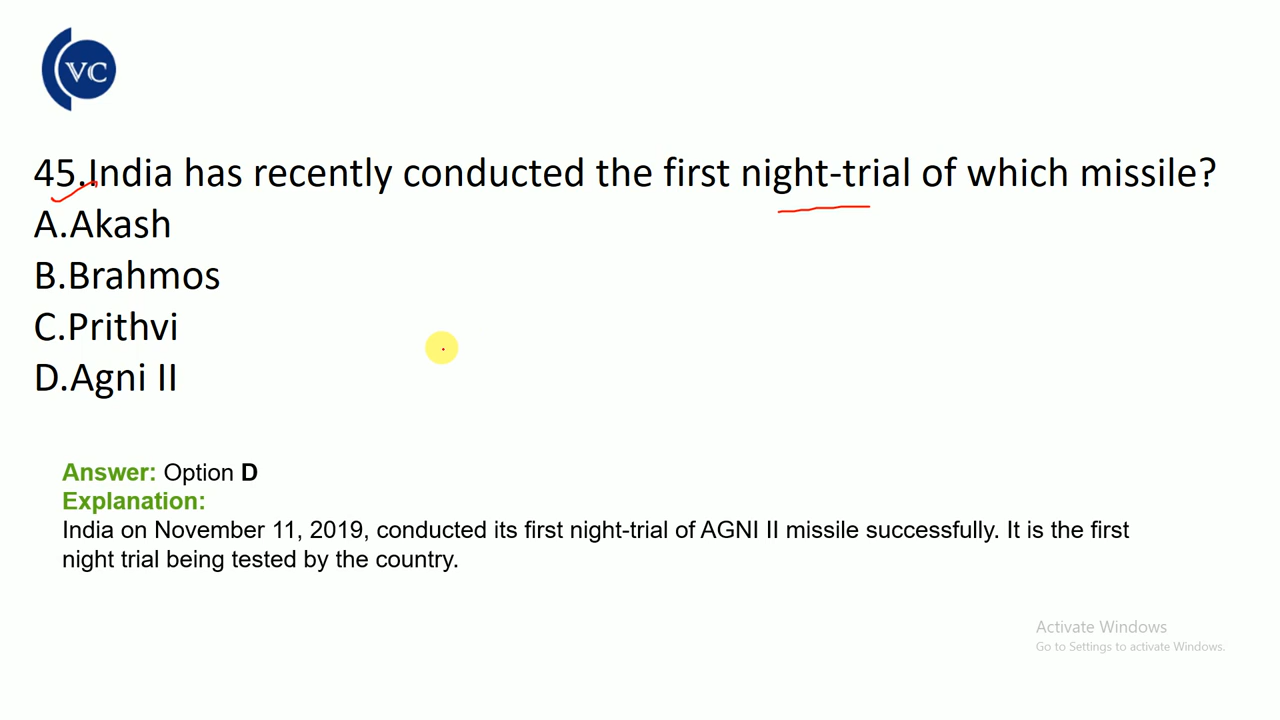 VC
45.India has recently conducted the first night-trial of which missile?
A.Akash
B.Brahmos
C.Prithvi
D.Agni II
Answer: Option D
Explanation:
India on November 11, 2019, conducted its first night-trial of AGNI II missile successfully. It is the first
night trial being tested by the country.
Activate Windows
Go to Settings to activate Windows.